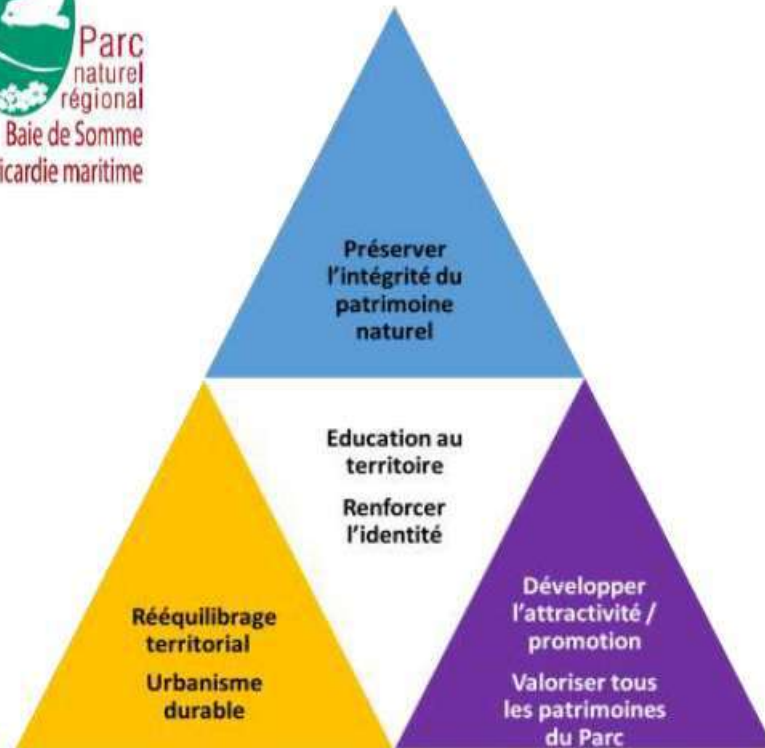 Parc
naturel
régional
Baie de Somme
icardie maritime
Préserver
l'intégrité du
patrimoine
naturel
Education au
territoire
Renforcer
l'identité
Rééquilibrage
territorial
Urbanisme
durable
Développer
l'attractivité /
promotion
Valoriser tous
les patrimoines
du Parc